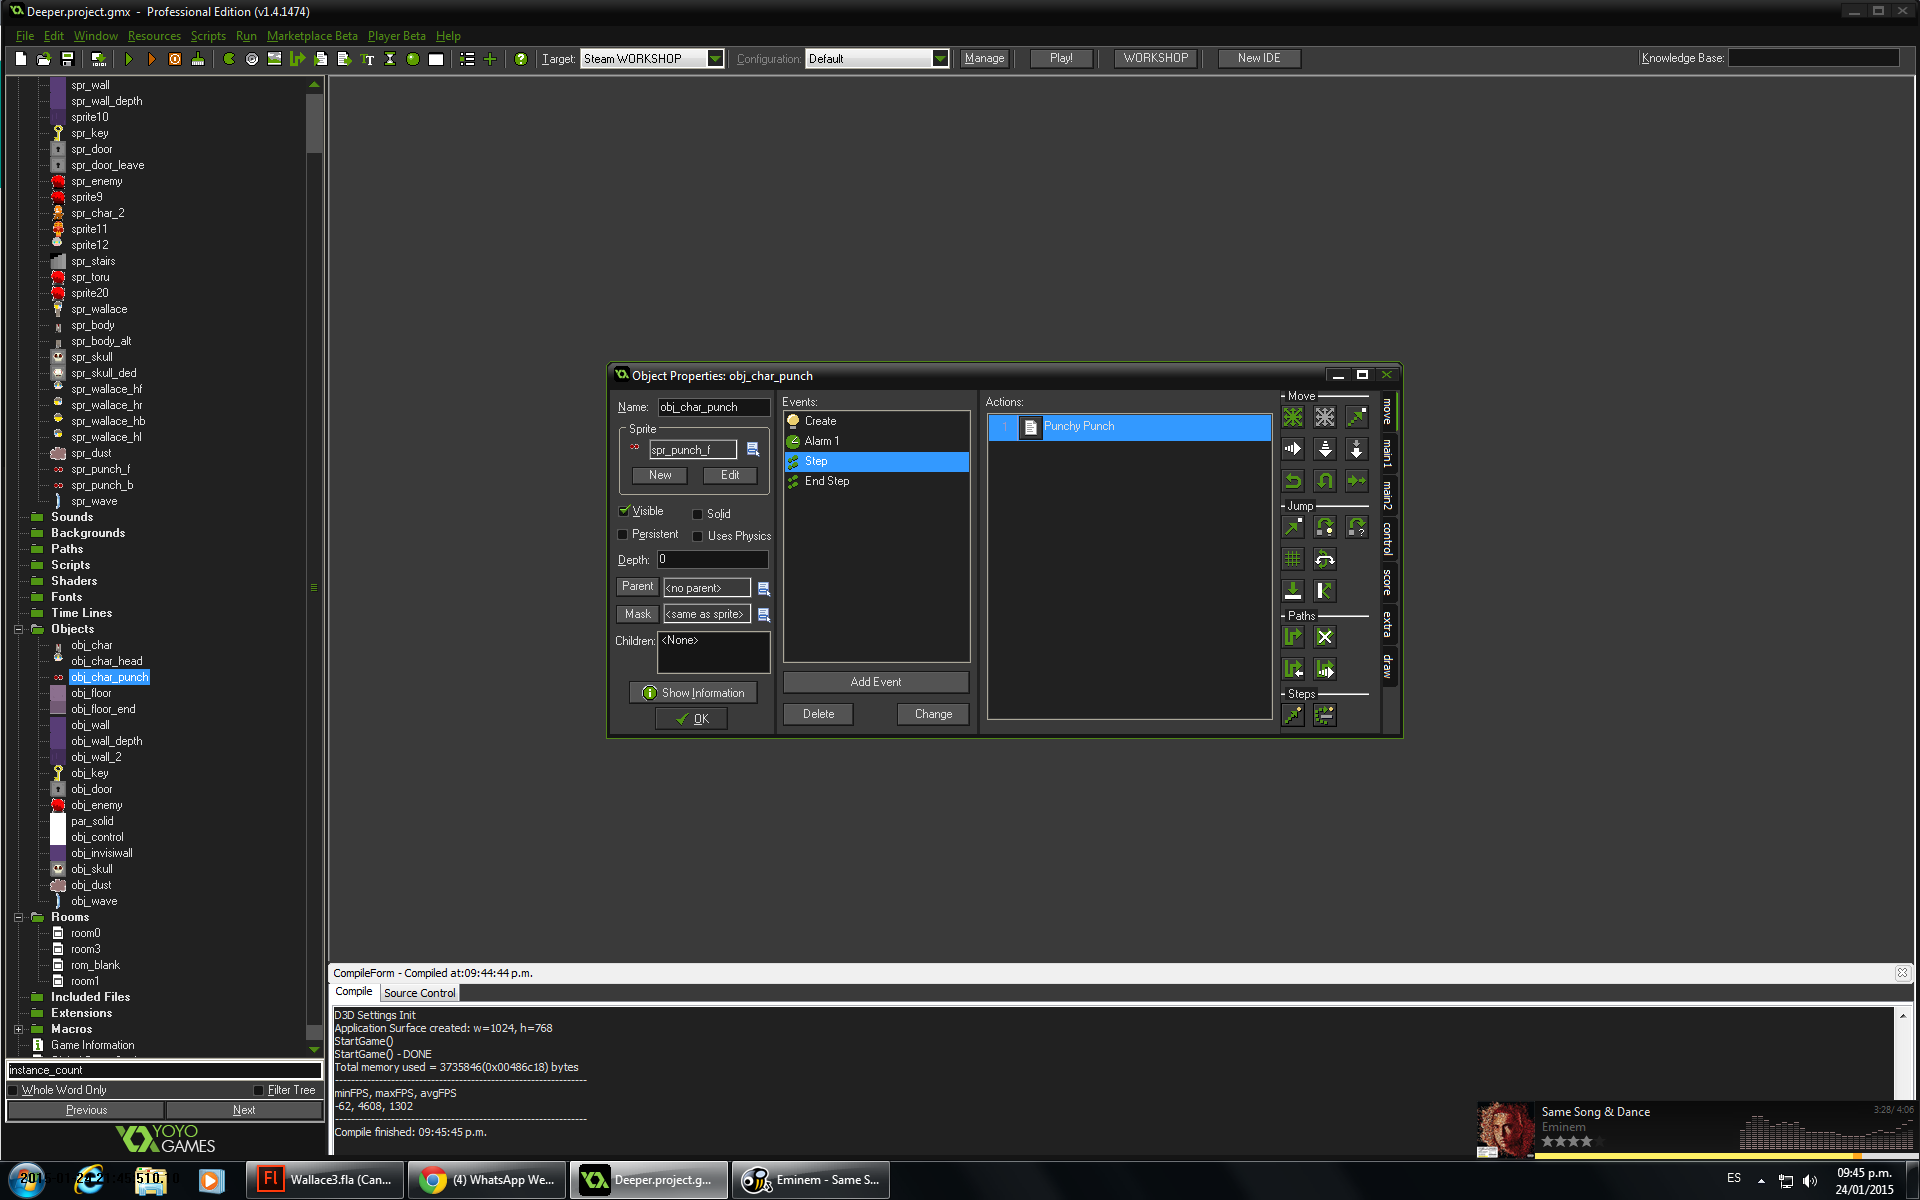 Deeper.project.gmx - Professional Edition (v1.4.1474)
File Edit Window Resources Scripts Run Marketplace Beta Player Beta Help
Target: Steam WORKSHOP Configuration: Default Manage Play! WORKSHOP New IDE Knowledge Base:
spr_wall
spr_wall_depth
sprite10
spr_key
spr_door
spr_door_leave
spr_enemy
sprite9
spr_char_2
sprite11
sprite12
spr_stairs
spr_toru
sprite20
spr_wallace
spr_body
spr_body_alt
spr_skull
spr_skull_ded
spr_wallace_hf
spr_wallace_hr
spr_wallace_hb
spr_wallace_hl
spr_dust
spr_punch_f
spr_punch_b
spr_wave
Sounds
Backgrounds
Paths
Scripts
Shaders
Fonts
Time Lines
Objects
obj_char
obj_char_head
obj_char_punch
obj_floor
obj_floor_end
obj_wall
obj_wall_depth
obj_wall_2
obj_key
obj_door
obj_enemy
par_solid
obj_control
obj_invisiwall
obj_skull
obj_dust
obj_wave
Rooms
room0
room3
rom_blank
room1
Included Files
Extensions
Macros
Game Information
instance_count
Whole Word Only Filter Tree
Previous Next
YOYO
GAMES
Object Properties: obj_char_punch
Name: obj_char_punch
Sprite
spr_punch_f
New Edit
Visible Solid
Persistent Uses Physics
Depth: 0
Parent <no parent>
Mask <same as sprite>
Children: <None>
Show Information
OK
Events:
Create
Alarm 1
Step
End Step
Add Event
Delete Change
Actions:
1 Punchy Punch
Move
Jump
Paths
Steps
move
main1
main2
control
score
extra
draw
CompileForm - Compiled at:09:44:44 p.m.
Compile Source Control
D3D Settings Init
Application Surface created: w=1024, h=768
StartGame()
StartGame() - DONE
Total memory used = 3735846(0x00486c18) bytes
minFPS, maxFPS, avgFPS
-62, 4608, 1302
Compile finished: 09:45:45 p.m.
Same Song & Dance
Eminem
3:28/ 4:06
Wallace3.fla (Can...
(4) WhatsApp We...
Deeper.project.g...
Eminem - Same S...
ES
09:45 p.m.
24/01/2015